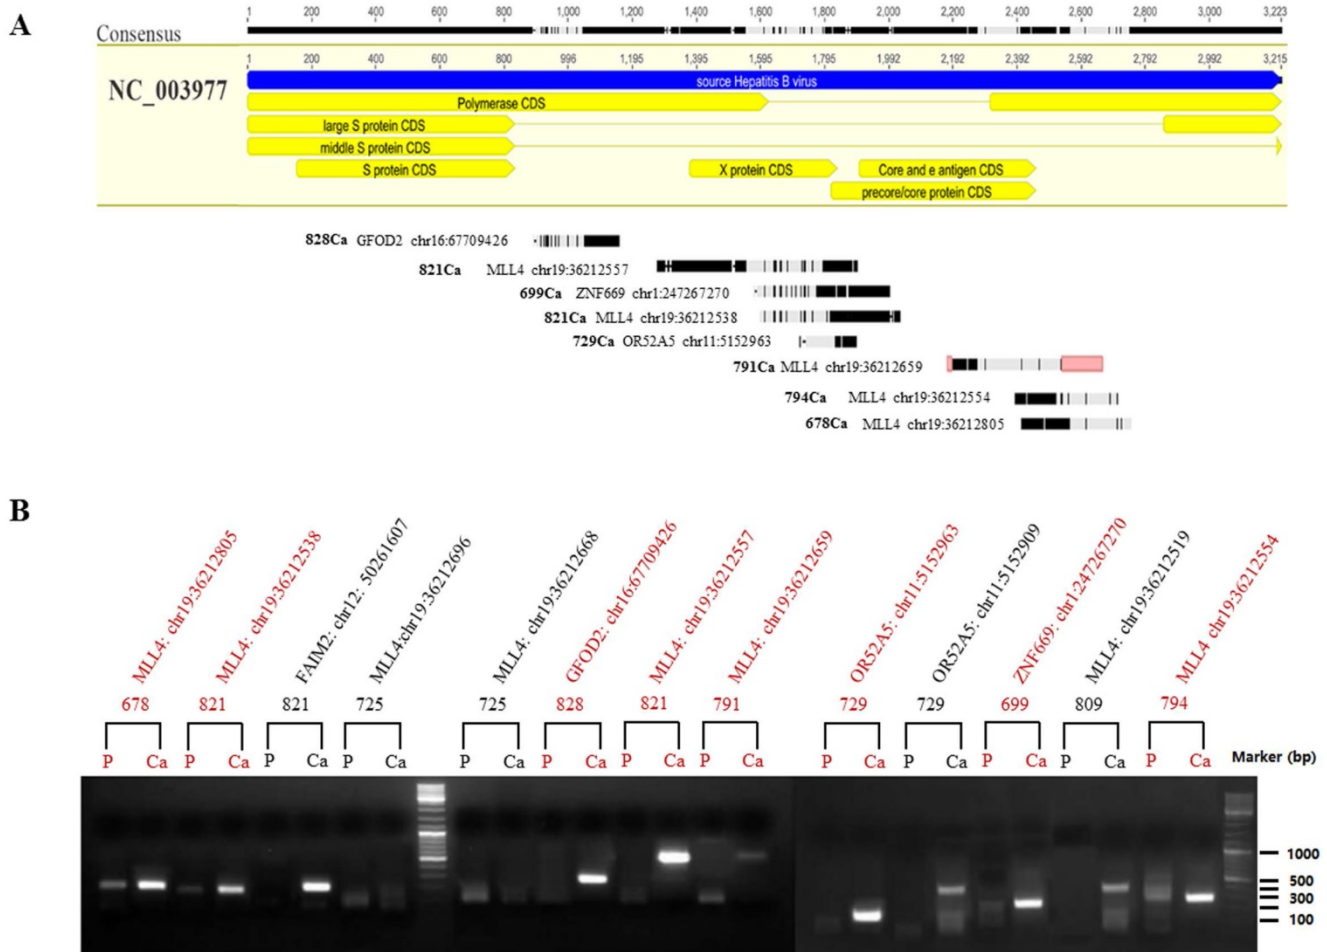 A
1 200 400 600 800 1,000 1,200 1,400 1,600 1,800 2,000 2,200 2,400 2,600 2,800 3,000 3,223
Consensus
1 200 400 600 800 996 1,195 1,395 1,595 1,795 1,992 2,192 2,392 2,592 2,792 2,992 3,215
NC_003977
source Hepatitis B virus
Polymerase CDS
large S protein CDS
middle S protein CDS
S protein CDS X protein CDS Core and e antigen CDS
precore/core protein CDS
828Ca GFOD2 chr16:67709426
821Ca MLL4 chr19:36212557
699Ca ZNF669 chr1:247267270
821Ca MLL4 chr19:36212538
729Ca OR52A5 chr11:5152963
791Ca MLL4 chr19:36212659
794Ca MLL4 chr19:36212554
678Ca MLL4 chr19:36212805
B
MLL4: chr19:36212805
MLL4: chr19:36212538
FAIM2: chr12: 50261607
MLL4:chr19:36212696
MLL4: chr19:36212668
GFOD2: chr16:67709426
MLL4: chr19:36212557
MLL4: chr19:36212659
OR52A5: chr11:5152963
OR52A5: chr11:5152909
ZNF669: chr1:247267270
MLL4: chr19:36212519
MLL4 chr19:36212554
678 821 821 725 725 828 821 791 729 729 699 809 794
P Ca P Ca P Ca P Ca P Ca P Ca P Ca P Ca P Ca P Ca P Ca P Ca P Ca Marker (bp)
1000
500
300
100